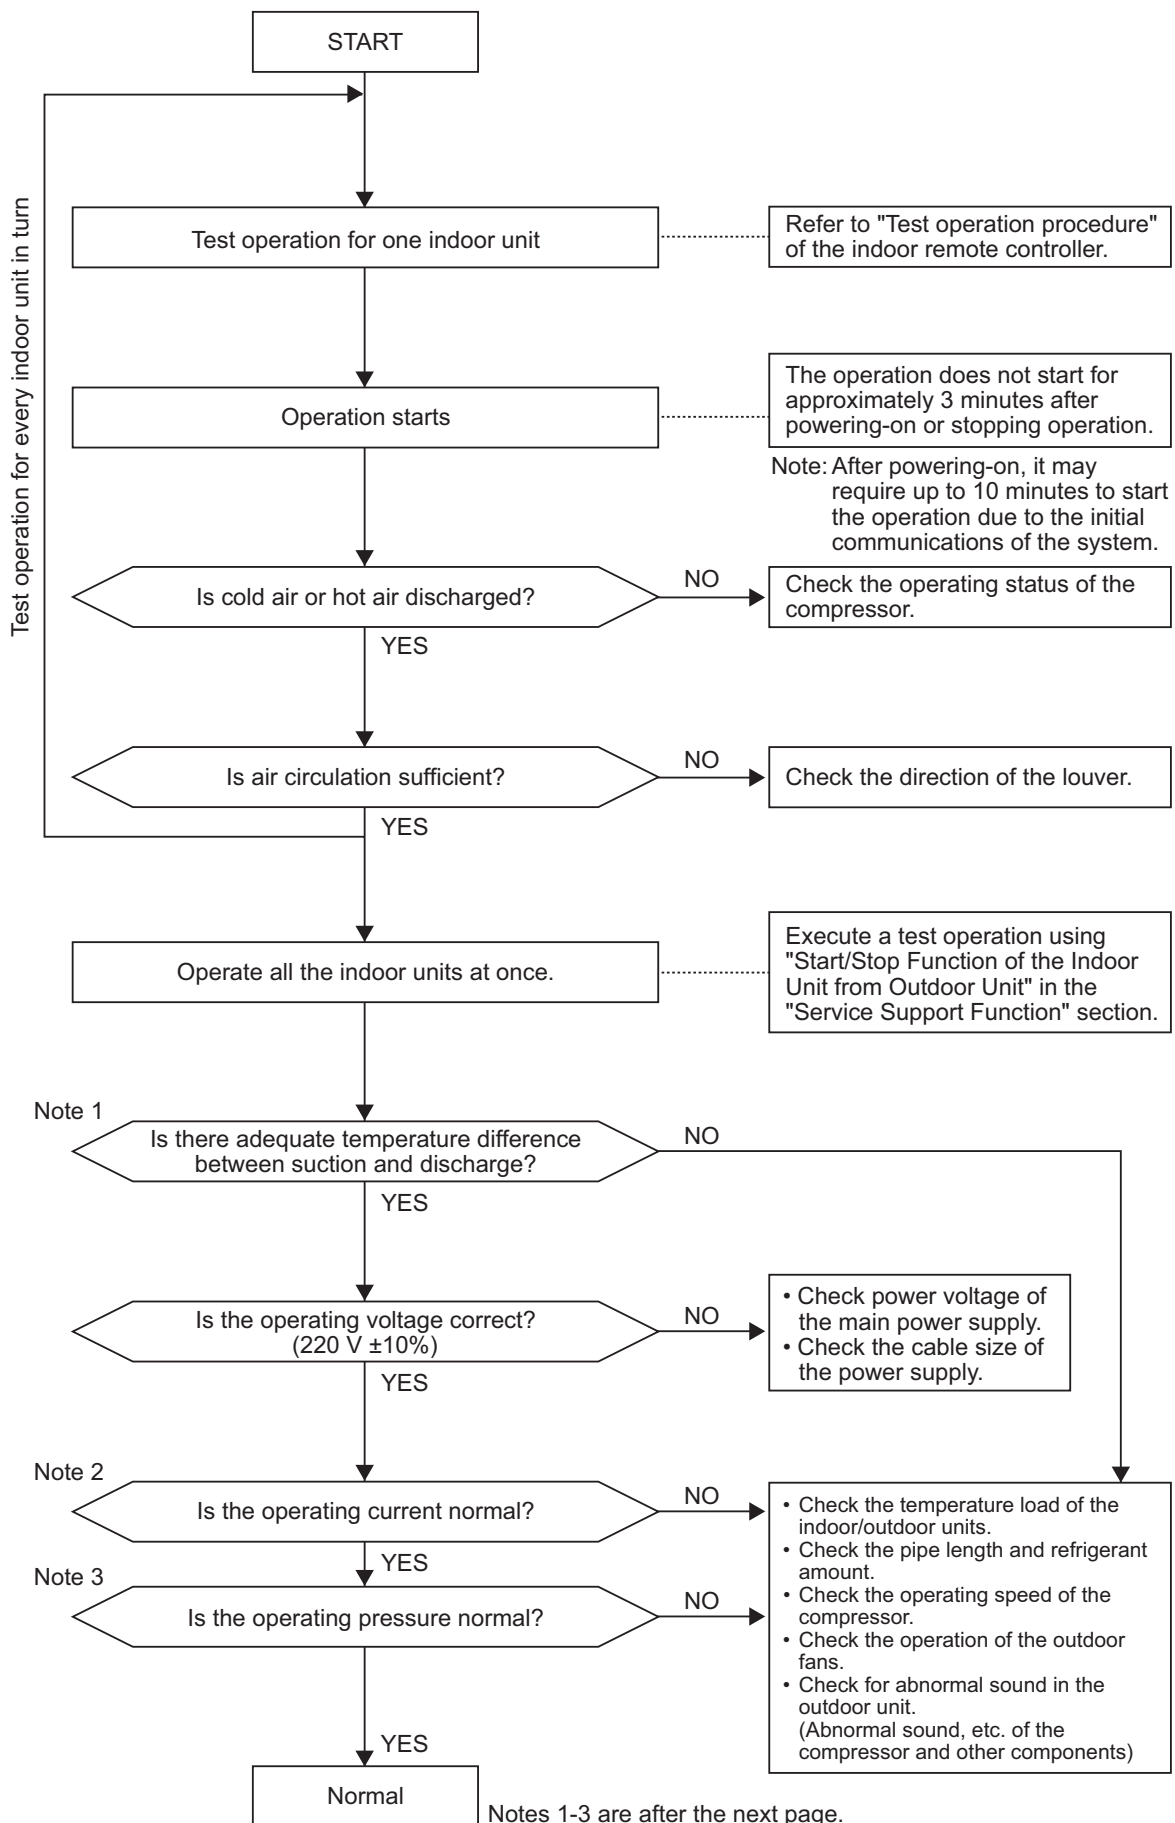 START
Test operation for every indoor unit in turn
Test operation for one indoor unit
Refer to "Test operation procedure"
of the indoor remote controller.
Operation starts
The operation does not start for
approximately 3 minutes after
powering-on or stopping operation.
Note: After powering-on, it may
require up to 10 minutes to start
the operation due to the initial
communications of the system.
Is cold air or hot air discharged?
NO
Check the operating status of the
compressor.
YES
Is air circulation sufficient?
NO
Check the direction of the louver.
YES
Operate all the indoor units at once.
Execute a test operation using
"Start/Stop Function of the Indoor
Unit from Outdoor Unit" in the
"Service Support Function" section.
Note 1
Is there adequate temperature difference
between suction and discharge?
NO
YES
Is the operating voltage correct?
(220 V ±10%)
NO
• Check power voltage of
the main power supply.
• Check the cable size of
the power supply.
YES
Note 2
Is the operating current normal?
NO
YES
Note 3
Is the operating pressure normal?
NO
• Check the temperature load of the
indoor/outdoor units.
• Check the pipe length and refrigerant
amount.
• Check the operating speed of the
compressor.
• Check the operation of the outdoor
fans.
• Check for abnormal sound in the
outdoor unit.
(Abnormal sound, etc. of the
compressor and other components)
YES
Normal
Notes 1-3 are after the next page.